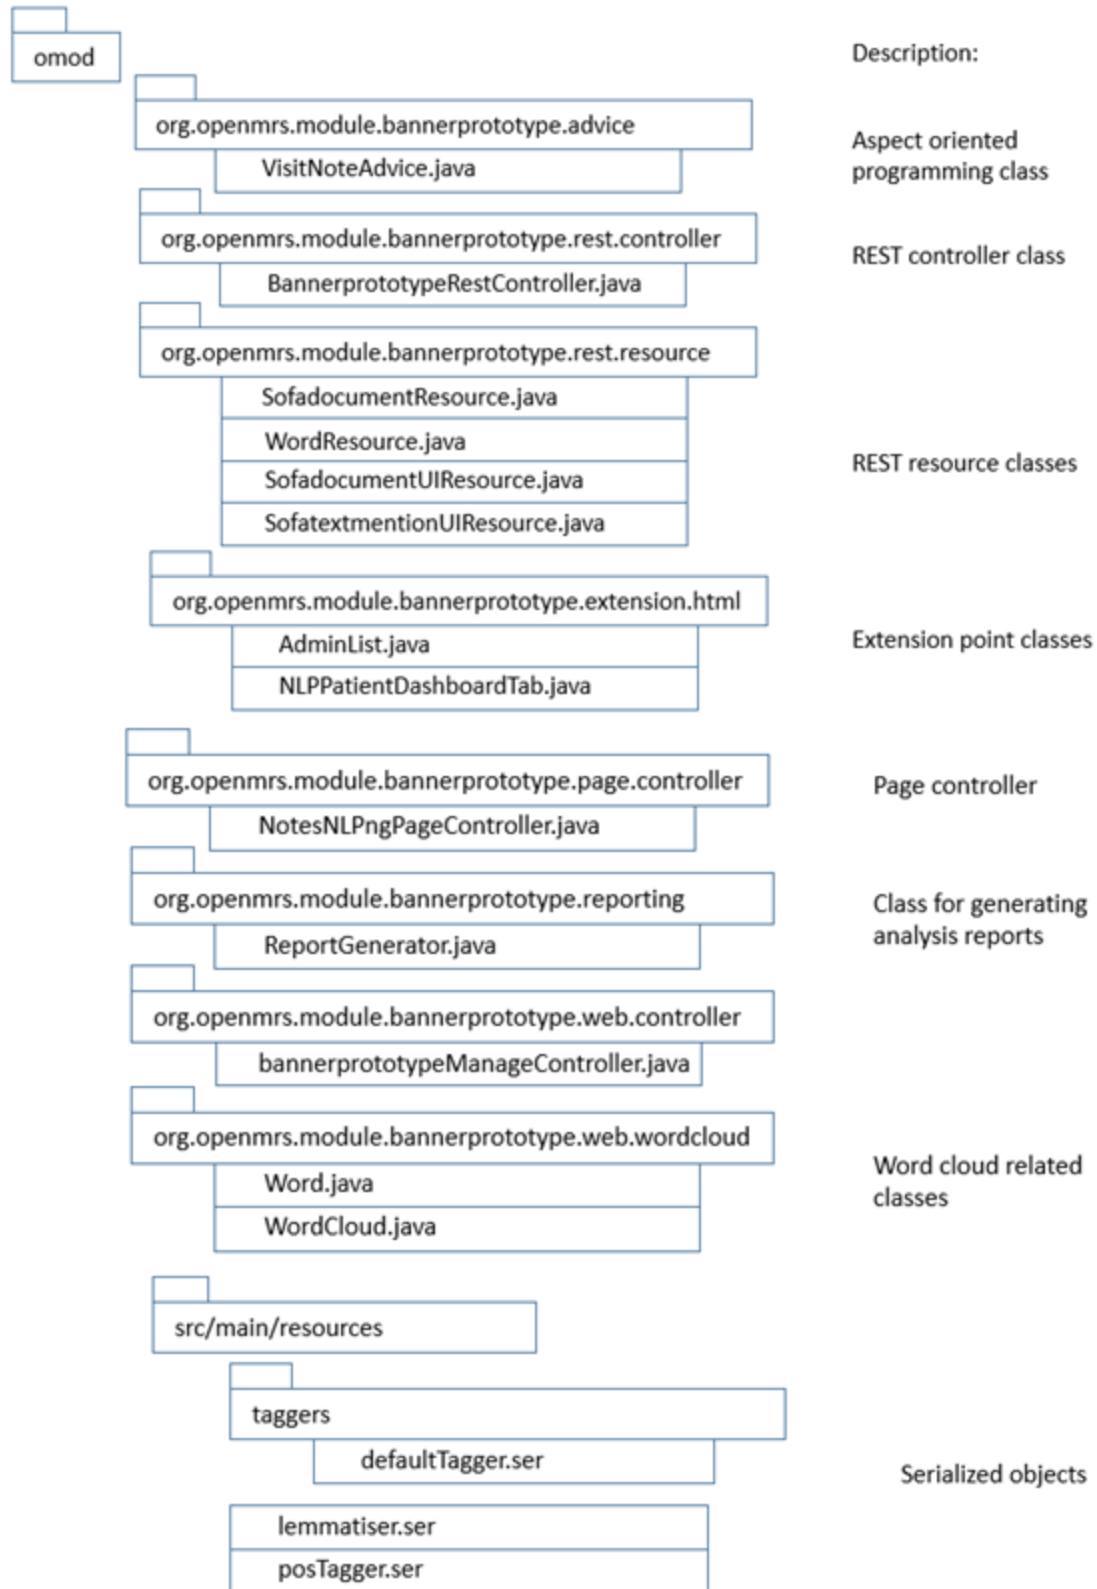 omod
Description:
org.openmrs.module.bannerprototype.advice
Aspect oriented
programming class
VisitNoteAdvice.java
org.openmrs.module.bannerprototype.rest.controller
REST controller class
BannerprototypeRestController.java
org.openmrs.module.bannerprototype.rest.resource
SofadocumentResource.java
WordResource.java
REST resource classes
SofadocumentUIResource.java
SofatextmentionUIResource.java
org.openmrs.module.bannerprototype.extension.html
AdminList.java
Extension point classes
NLPPatientDashboardTab.java
org.openmrs.module.bannerprototype.page.controller
Page controller
NotesNLPngPageController.java
org.openmrs.module.bannerprototype.reporting
Class for generating
analysis reports
ReportGenerator.java
org.openmrs.module.bannerprototype.web.controller
bannerprototypeManageController.java
org.openmrs.module.bannerprototype.web.wordcloud
Word cloud related
classes
Word.java
WordCloud.java
src/main/resources
taggers
defaultTagger.ser
Serialized objects
lemmatiser.ser
posTagger.ser